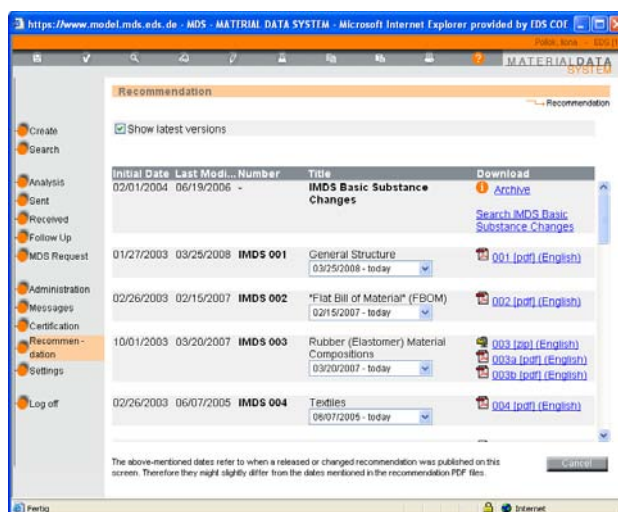 https://www.model.mds.eds.de - MDS - MATERIAL DATA SYSTEM - Microsoft Internet Explorer provided by EDS COE
MATERIALDATA
SYSTEM
Recommendation
Recommendation
Create
Search
Analysis
Sent
Received
Follow Up
MDS Request
Administration
Messages
Certification
Recommen-
dation
Settings
Log off
Show latest versions
Initial Date Last Modi... Number Title Download
02/01/2004 06/19/2006 - IMDS Basic Substance
Changes
Archive
Search IMDS Basic
Substance Changes
01/27/2003 03/25/2008 IMDS 001 General Structure 001 [pdf] (English)
03/25/2008 - today
02/26/2003 02/15/2007 IMDS 002 "Flat Bill of Material" (FBOM) 002 [pdf] (English)
02/15/2007 - today
10/01/2003 03/20/2007 IMDS 003 Rubber (Elastomer) Material 003 [zip] (English)
Compositions 003a [pdf] (English)
03/20/2007 - today 003b [pdf] (English)
02/26/2003 06/07/2005 IMDS 004 Textiles 004 [pdf] (English)
06/07/2005 - today
The above-mentioned dates refer to when a released or changed recommendation was published on this
screen. Therefore they might slightly differ from the dates mentioned in the recommendation PDF files.
Cancel
Fertig Internet